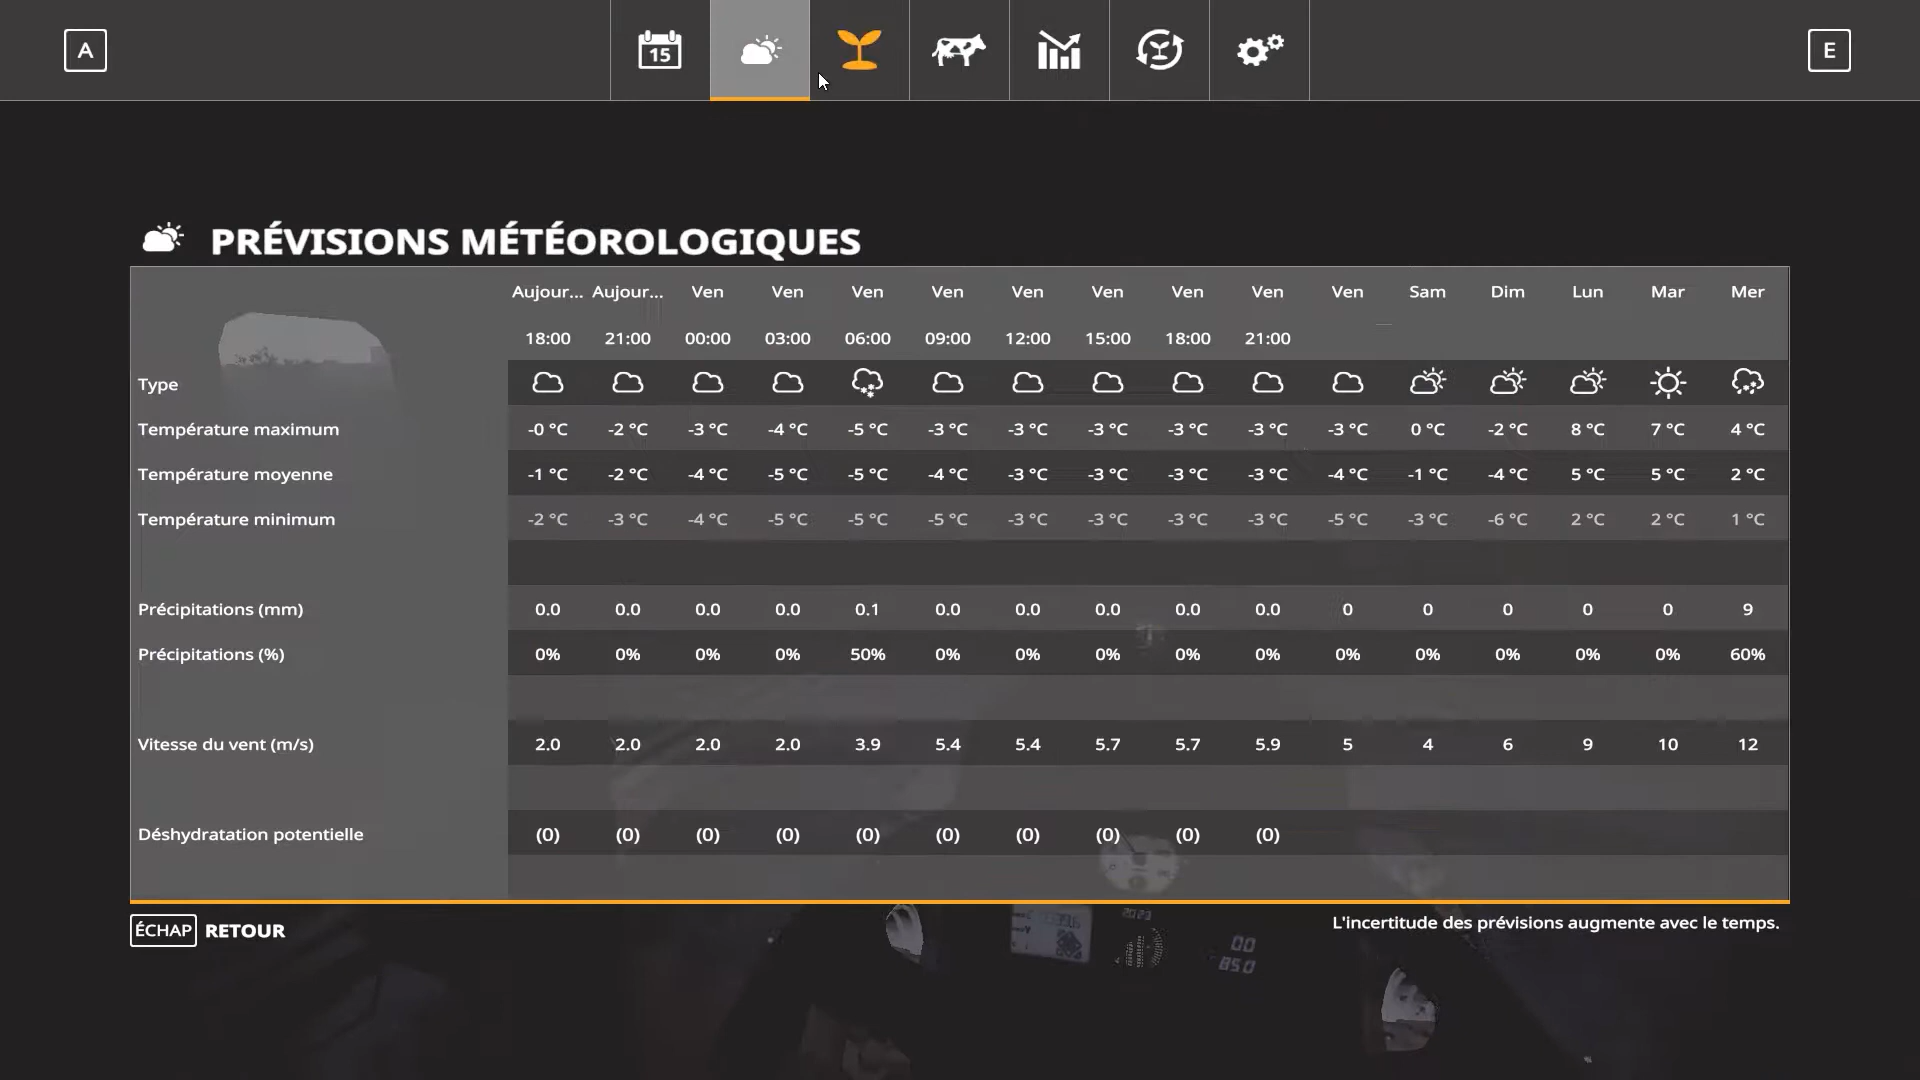 A
15
E
PRÉVISIONS MÉTÉOROLOGIQUES
Aujour... Aujour... Ven Ven Ven Ven Ven Ven Ven Ven Ven Sam Dim Lun Mar Mer
18:00 21:00 00:00 03:00 06:00 09:00 12:00 15:00 18:00 21:00
Type
Température maximum -0 °C -2 °C -3 °C -4 °C -5 °C -3 °C -3 °C -3 °C -3 °C -3 °C -3 °C 0 °C -2 °C 8 °C 7 °C 4 °C
Température moyenne -1 °C -2 °C -4 °C -5 °C -5 °C -4 °C -3 °C -3 °C -3 °C -3 °C -4 °C -1 °C -4 °C 5 °C 5 °C 2 °C
Température minimum -2 °C -3 °C -4 °C -5 °C -5 °C -5 °C -3 °C -3 °C -3 °C -3 °C -5 °C -3 °C -6 °C 2 °C 2 °C 1 °C
Précipitations (mm) 0.0 0.0 0.0 0.0 0.1 0.0 0.0 0.0 0.0 0.0 0 0 0 0 0 9
Précipitations (%) 0% 0% 0% 0% 50% 0% 0% 0% 0% 0% 0% 0% 0% 0% 0% 60%
Vitesse du vent (m/s) 2.0 2.0 2.0 2.0 3.9 5.4 5.4 5.7 5.7 5.9 5 4 6 9 10 12
Déshydratation potentielle (0) (0) (0) (0) (0) (0) (0) (0) (0) (0)
ÉCHAP RETOUR
L'incertitude des prévisions augmente avec le temps.
00
850